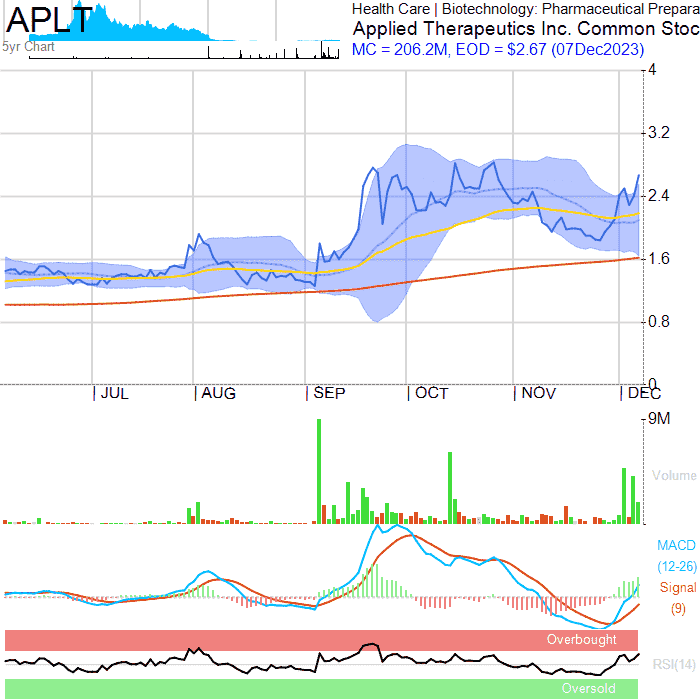 APLT
5yr Chart
Health Care | Biotechnology: Pharmaceutical Prepara
Applied Therapeutics Inc. Common Stoc
MC = 206.2M, EOD = $2.67 (07Dec2023)
4
3.2
2.4
1.6
0.8
0
JUL
AUG
SEP
OCT
NOV
DEC
9M
Volume
MACD
(12-26)
Signal
(9)
Overbought
RSI(14)
Oversold